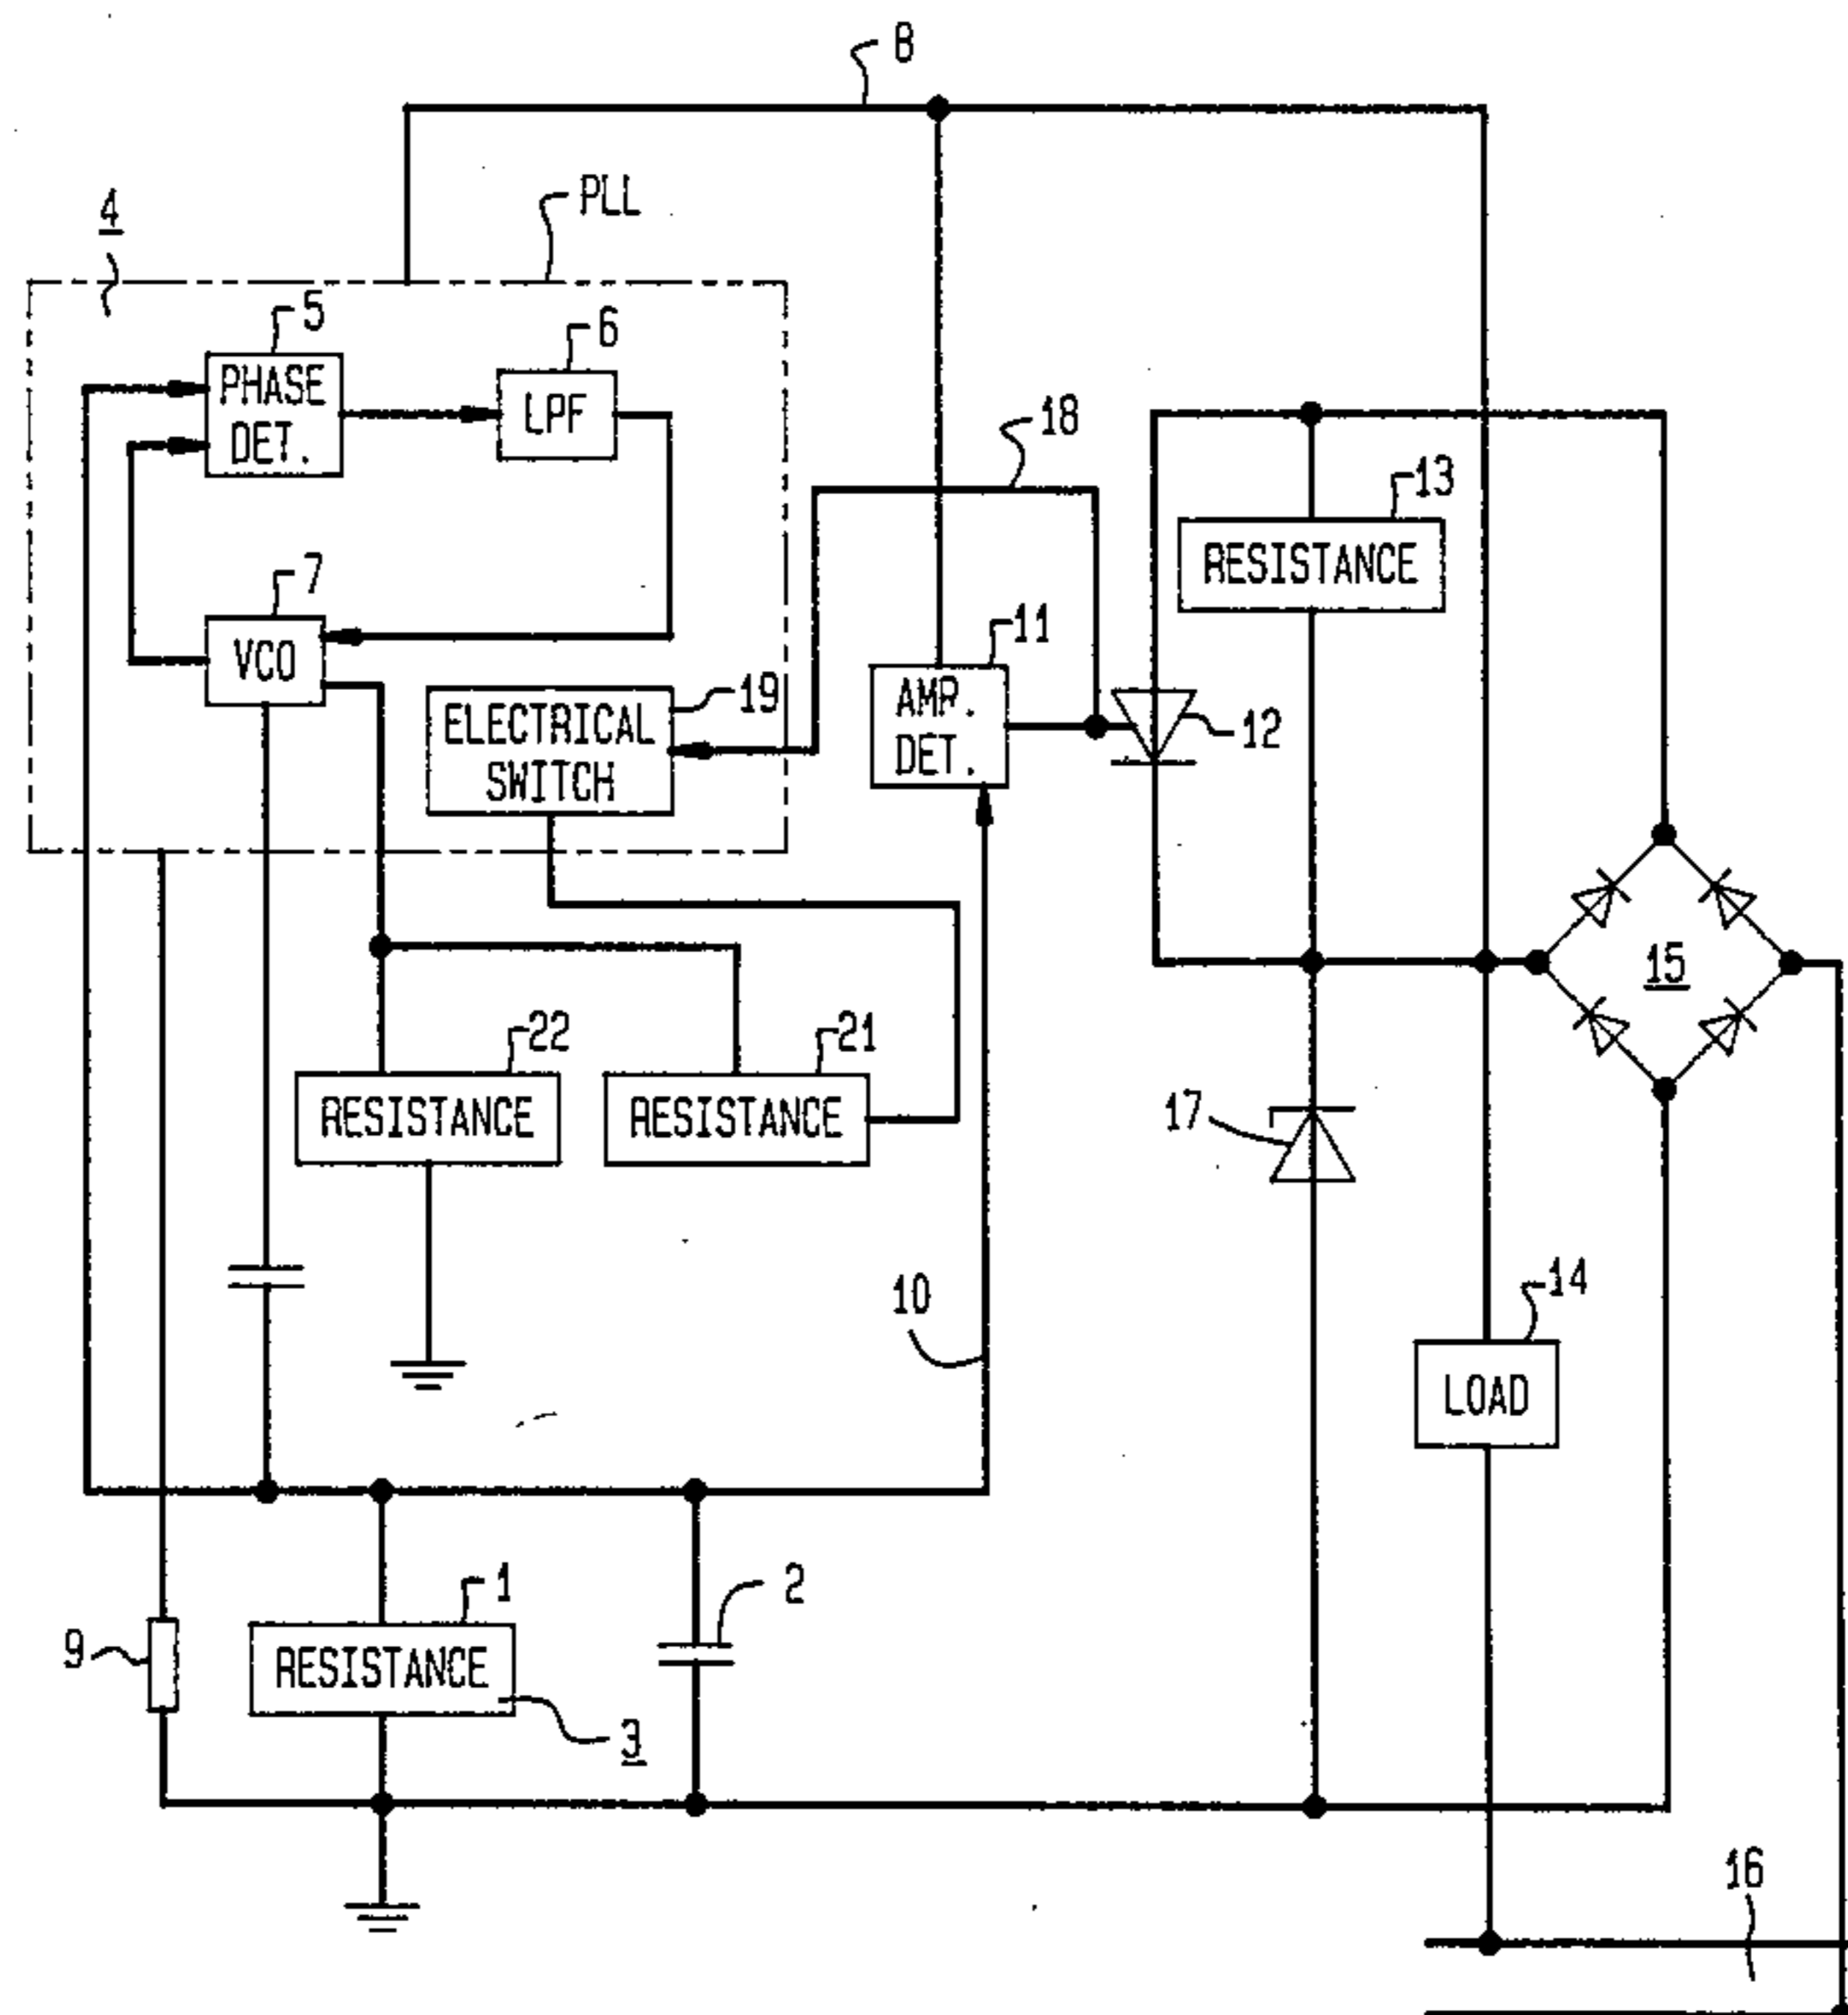 8
PLL
4
5
PHASE
DET.
6
LPF
18
13
RESISTANCE
7
VCO
19
ELECTRICAL
SWITCH
11
AMP.
DET.
12
15
22
RESISTANCE
21
RESISTANCE
17
10
14
LOAD
1
2
9
RESISTANCE
3
16